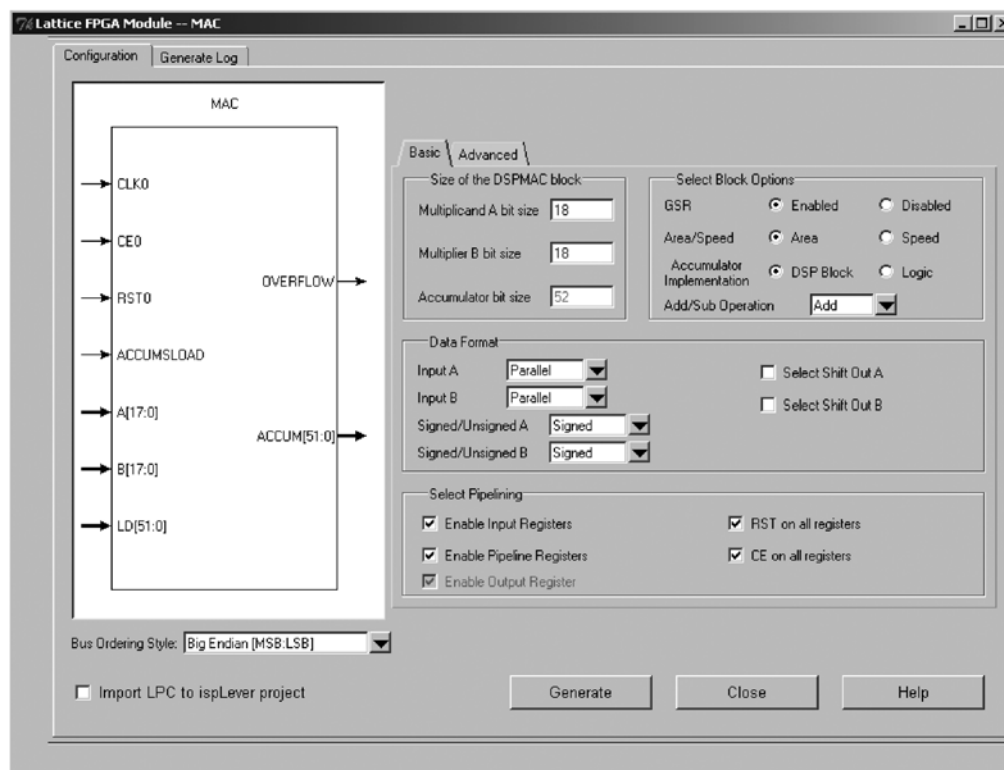 Lattice FPGA Module -- MAC
Configuration
Generate Log
MAC
CLK0
CE0
RST0
ACCUMSLOAD
A[17:0]
B[17:0]
LD[51:0]
OVERFLOW
ACCUM[51:0]
Bus Ordering Style: Big Endian [MSB:LSB]
Basic
Advanced
Size of the DSPMAC block
Multiplicand A bit size 18
Multiplier B bit size 18
Accumulator bit size 52
Select Block Options
GSR Enabled Disabled
Area/Speed Area Speed
Accumulator
Implementation DSP Block Logic
Add/Sub Operation Add
Data Format
Input A Parallel
Input B Parallel
Signed/Unsigned A Signed
Signed/Unsigned B Signed
Select Shift Out A
Select Shift Out B
Select Pipelining
Enable Input Registers
Enable Pipeline Registers
Enable Output Register
RST on all registers
CE on all registers
Import LPC to ispLever project
Generate
Close
Help